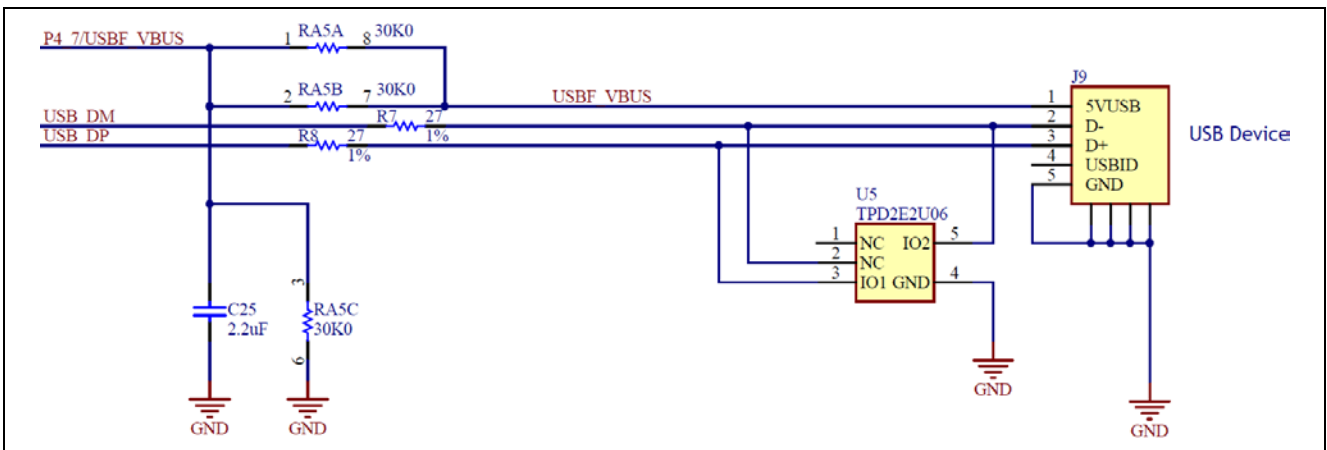 P4_7/USBF_VBUS
1 RA5A 8 30K0
2 RA5B 7 30K0
USBF_VBUS
USB_DM
R7 27
1%
USB_DP
R8 27
1%
J9
1 5VUSB
2 D-
3 D+
4 USBID
5 GND
USB Device
U5
TPD2E2U06
1 NC IO2 5
2 NC
3 IO1 GND 4
C25
2.2uF
3
RA5C
30K0
6
GND
GND
GND
GND